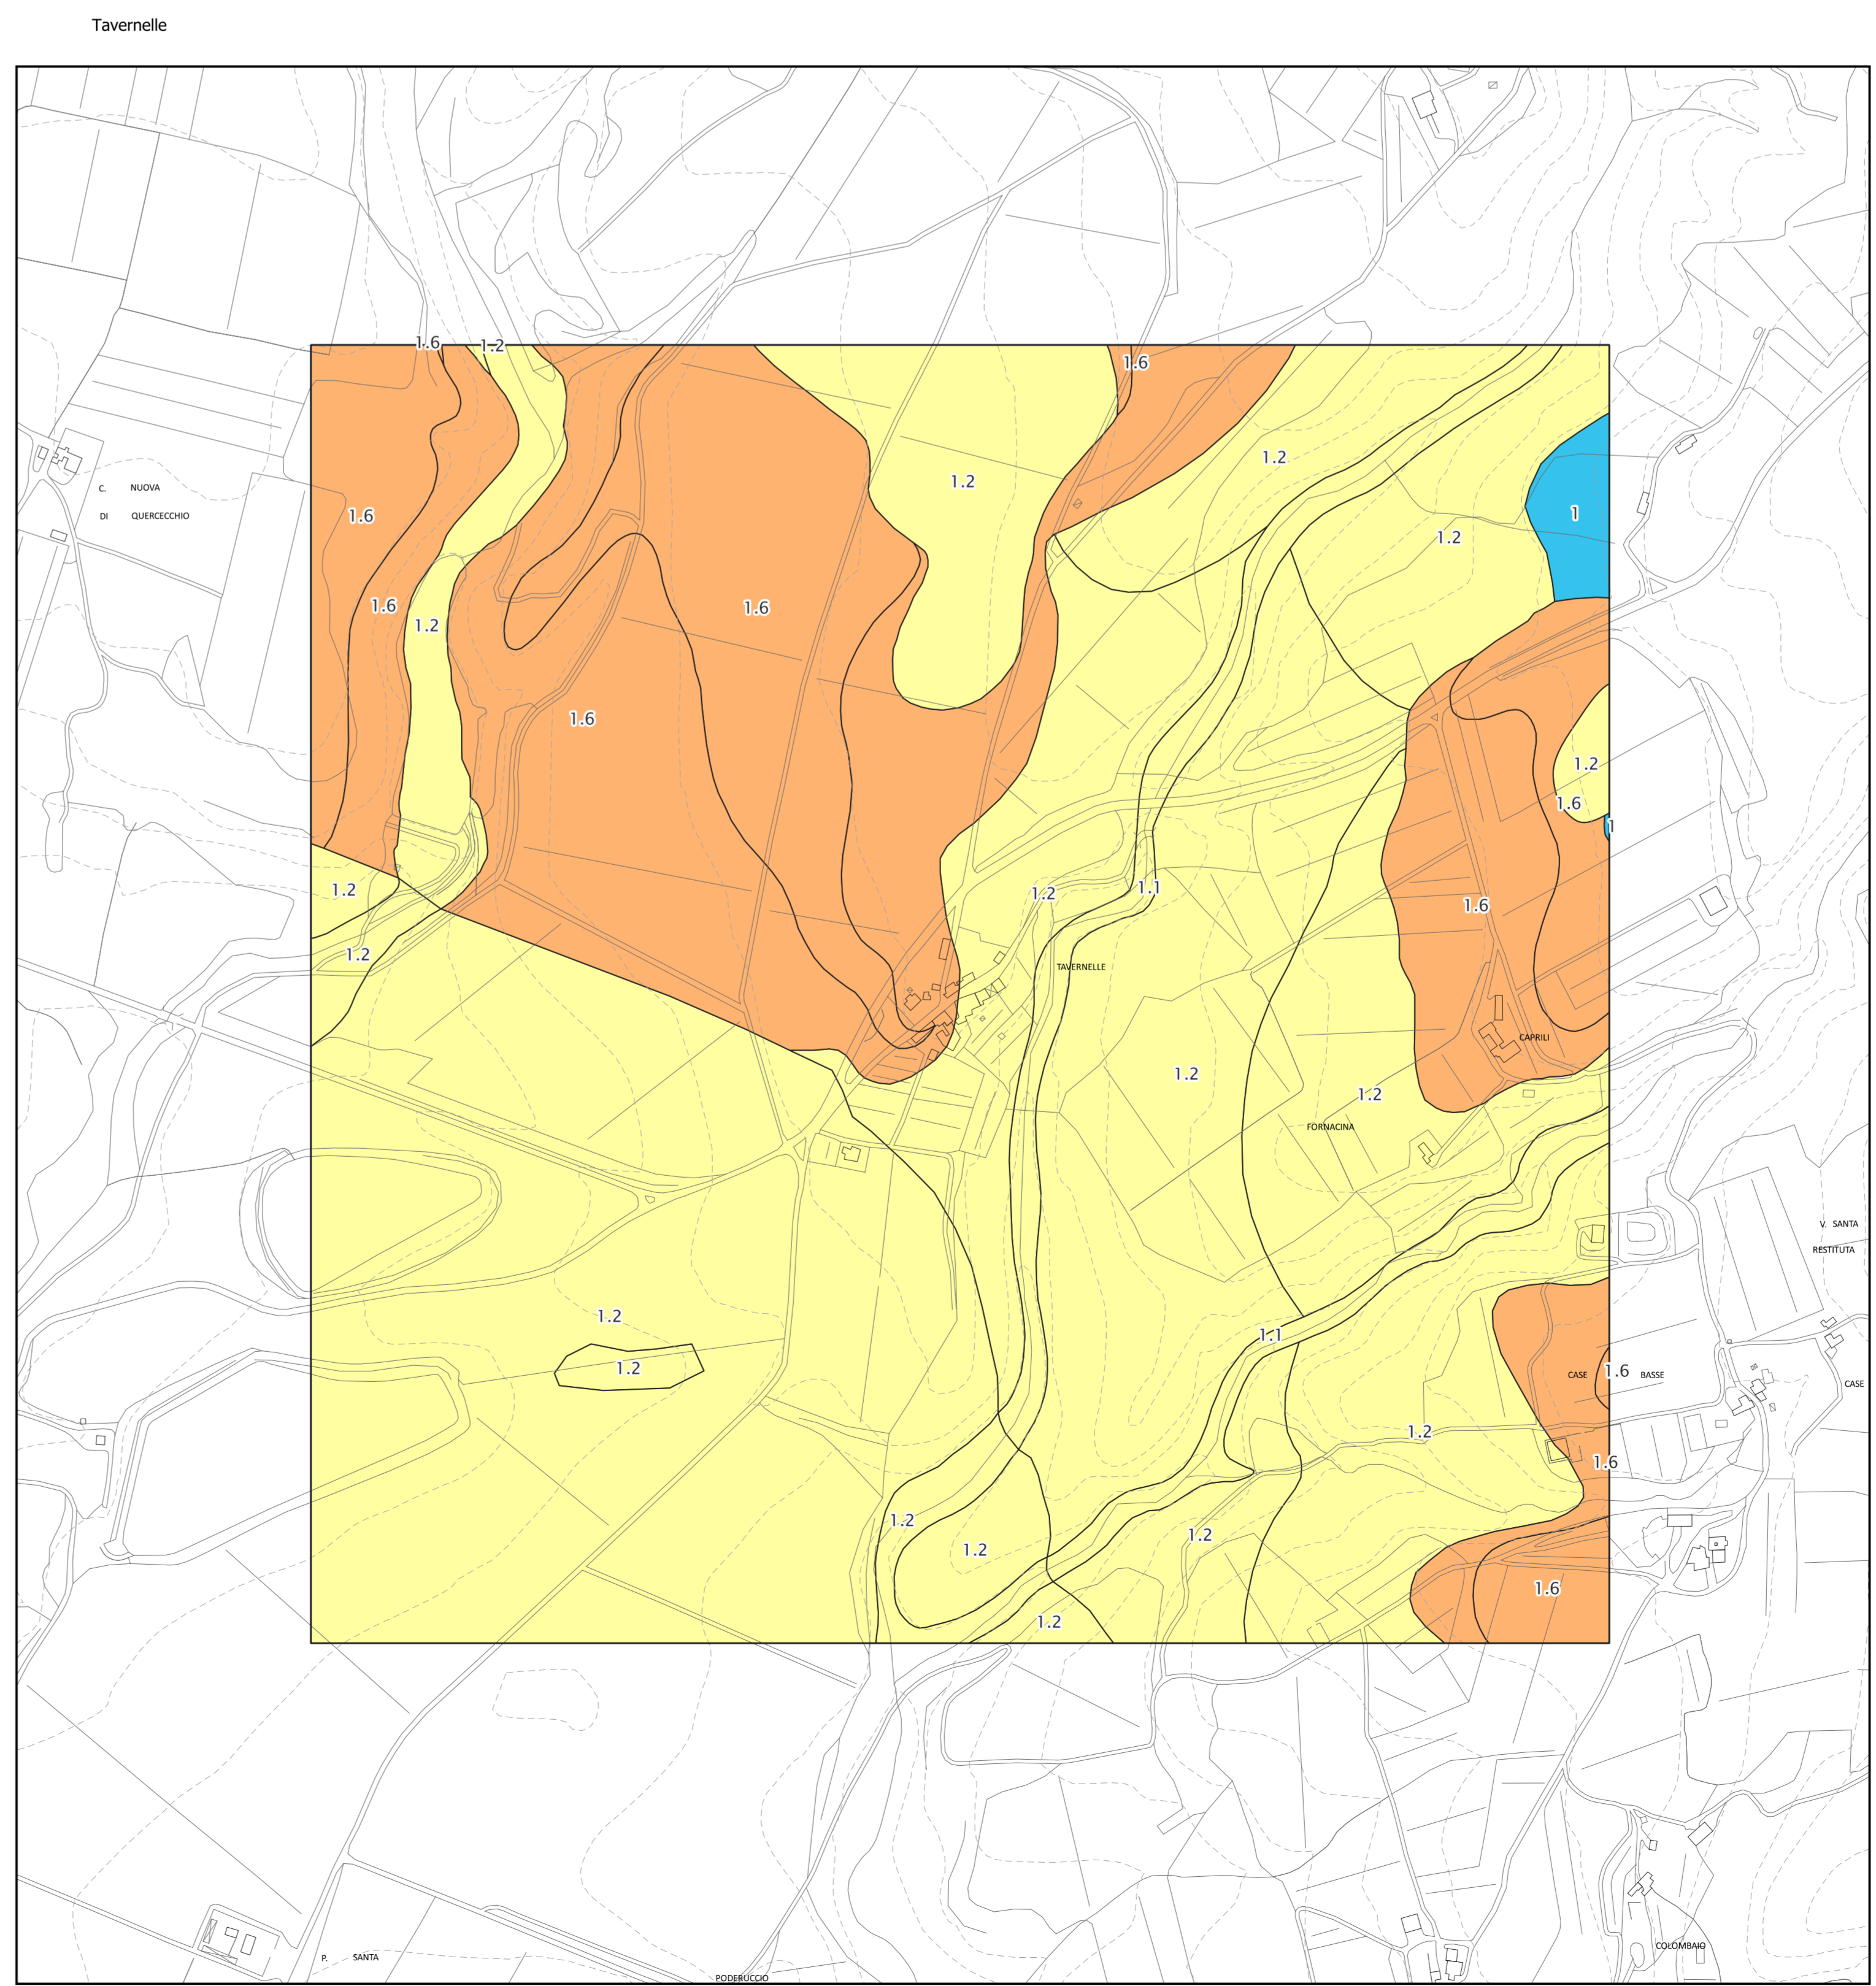 Tavernelle
1.6
1.2
1.6
1.2
1.2
C. NUOVA
1.6
1
DI QUERCECCHIO
1.2
1.6
1.6
1.2
1.6
1.2
1.6
1
1.2
1.2
1.1
1.6
1.2
TAVERNELLE
CAPRILI
1.2
1.2
FORNACINA
V. SANTA
RESTITUTA
1.2
1.1
1.2
CASE 1.6 BASSE
CASE
1.2
1.6
1.2
1.2
1.2
1.6
1.2
COLOMBAIO
P. SANTA
PODERUCCIO